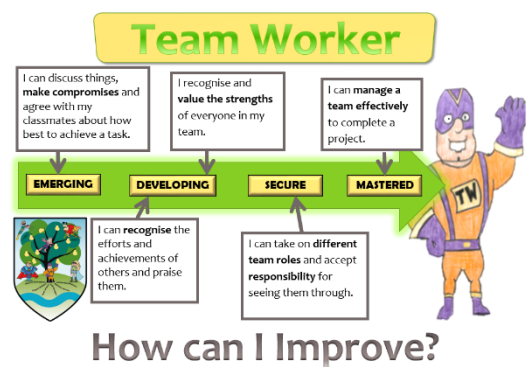 Team Worker
I can discuss things,
make compromises and
agree with my
classmates about how
best to achieve a task.
I recognise and
value the strengths
of everyone in my
team.
I can manage a
team effectively
to complete a
project.
EMERGING
DEVELOPING
SECURE
MASTERED
TW
I can recognise the
efforts and
achievements of
others and praise
them.
I can take on different
team roles and accept
responsibility for
seeing them through.
How can I Improve?